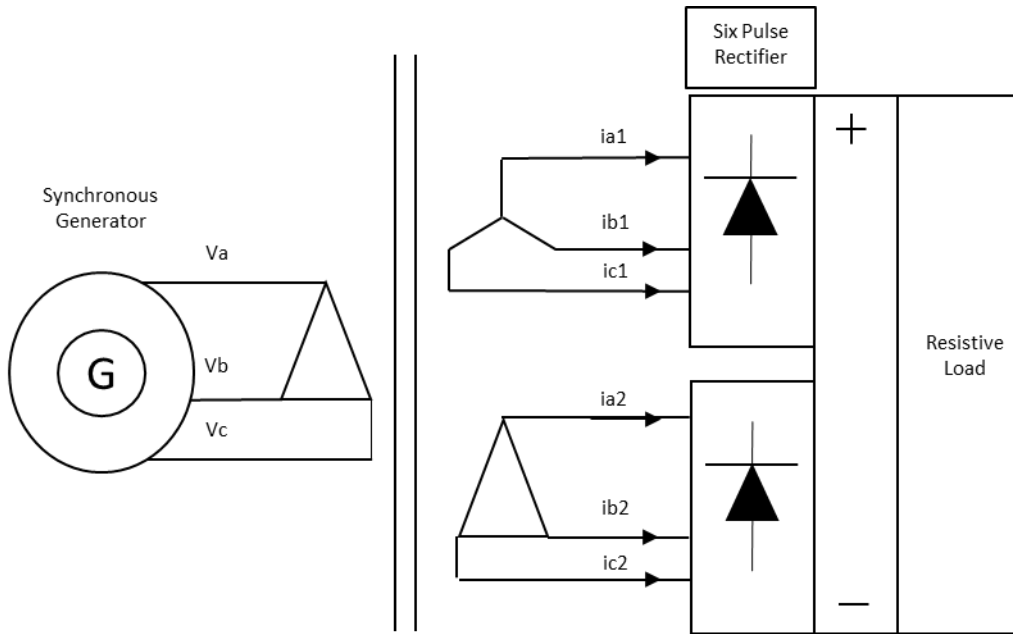 Six Pulse
Rectifier
ia1
+
Synchronous
Generator
Va
ib1
ic1
Resistive
Load
G
Vb
ia2
Vc
ib2
ic2
—